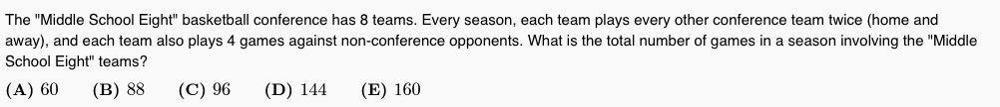 The "Middle School Eight" basketball conference has 8 teams. Every season, each team plays every other conference team twice (home and
away), and each team also plays 4 games against non-conference opponents. What is the total number of games in a season involving the "Middle
School Eight" teams?
(A) 60 (B) 88 (C) 96 (D) 144 (E) 160